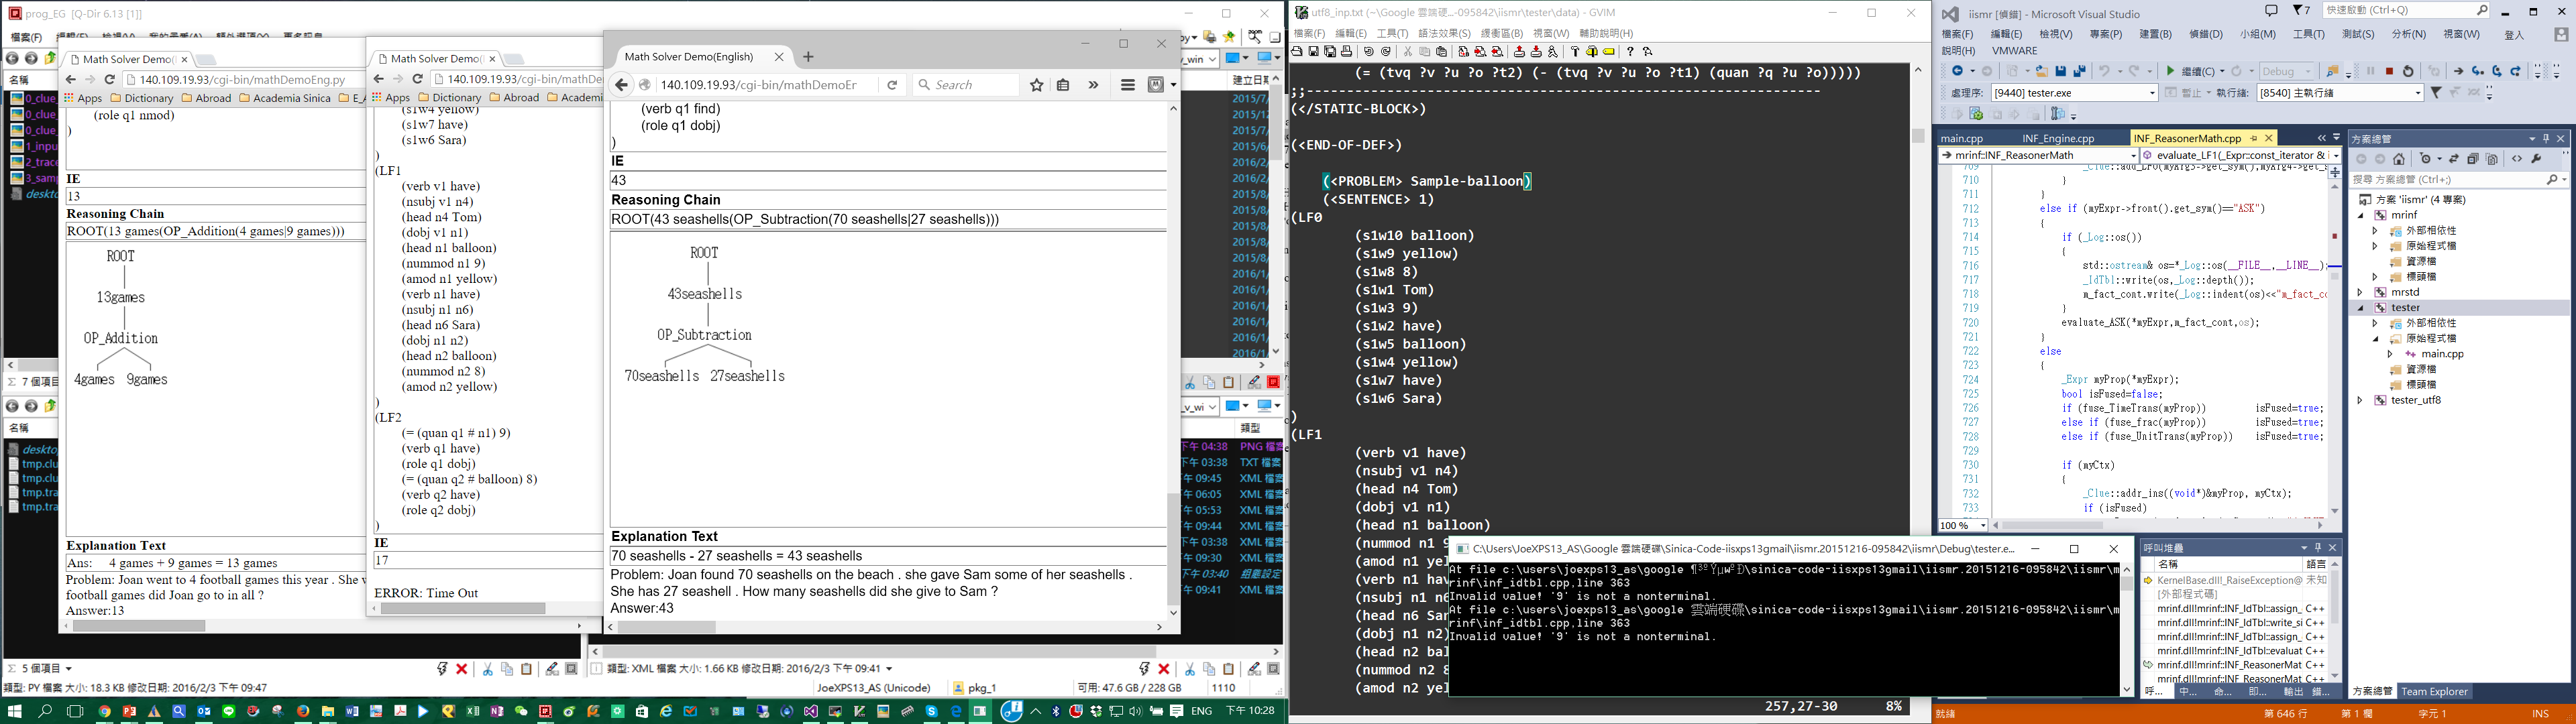 prog_EG [Q-Dir 6.13 [1]]
Math Solver Demo(
140.109.19.93/cgi-bin/mathDemoEng.py
Apps Dictionary Abroad Academia Sinica
(role q1 nmod)
)
IE
13
Reasoning Chain
ROOT(13 games(OP_Addition(4 games|9 games)))
ROOT
13games
OP_Addition
4games 9games
Explanation Text
Ans: 4 games + 9 games = 13 games
Problem: Joan went to 4 football games this year . She
football games did Joan go to in all ?
Answer:13
Math Solver Demo(
140.109.19.93/cgi-bin/mathDem
Apps Dictionary Abroad Academi
(s1w4 yellow)
(s1w7 have)
(s1w6 Sara)
)
(LF1
(verb v1 have)
(nsubj v1 n4)
(head n4 Tom)
(dobj v1 n1)
(head n1 balloon)
(nummod n1 9)
(amod n1 yellow)
(verb n1 have)
(nsubj n1 n6)
(head n6 Sara)
(dobj n1 n2)
(head n2 balloon)
(nummod n2 8)
(amod n2 yellow)
)
(LF2
(= (quan q1 # n1) 9)
(verb q1 have)
(role q1 dobj)
(= (quan q2 # balloon) 8)
(verb q2 have)
(role q2 dobj)
)
IE
17
ERROR: Time Out
Math Solver Demo(English)
140.109.19.93/cgi-bin/mathDemoEr
Search
(verb q1 find)
(role q1 dobj)
)
IE
43
Reasoning Chain
ROOT(43 seashells(OP_Subtraction(70 seashells|27 seashells)))
ROOT
43seashells
OP_Subtraction
70seashells 27seashells
Explanation Text
70 seashells - 27 seashells = 43 seashells
Problem: Joan found 70 seashells on the beach . she gave Sam some of her seashells .
She has 27 seashell . How many seashells did she give to Sam ?
Answer:43
類型: XML 檔案 大小: 1.66 KB 修改日期: 2016/2/3 下午 09:41
類型: PY 檔案 大小: 18.3 KB 修改日期: 2016/2/3 下午 09:47
JoeXPS13_AS (Unicode)
pkg_1
可用: 47.6 GB / 228 GB
1110
ENG 下午 10:28
utf8_inp.txt (~\Google 雲端硬...-095842\iismr\tester\data) - GVIM
檔案(F) 編輯(E) 工具(T) 語法效果(S) 緩衝區(B) 視窗(W) 輔助說明(H)
(= (tvq ?v ?u ?o ?t2) (- (tvq ?v ?u ?o ?t1) (quan ?q ?u ?o)))))
(</STATIC-BLOCK>)
(<END-OF-DEF>)
(<PROBLEM> Sample-balloon)
(<SENTENCE> 1)
(LF0
(s1w10 balloon)
(s1w9 yellow)
(s1w8 8)
(s1w1 Tom)
(s1w3 9)
(s1w2 have)
(s1w5 balloon)
(s1w4 yellow)
(s1w7 have)
(s1w6 Sara)
)
(LF1
(verb v1 have)
(nsubj v1 n4)
(head n4 Tom)
(dobj v1 n1)
(head n1 balloon)
(nummod n1 9
(amod n1 yel
(verb n1 hav
(nsubj n1 n6
(head n6 Sar
(dobj n1 n2)
(head n2 bal
(nummod n2 8
(amod n2 yel
257,27-30 8%
C:\Users\JoeXPS13_AS\Google 雲端硬碟\Sinica-Code-iisxps13gmail\iismr.20151216-095842\iismr\Debug\tester.e...
rinf\inf_idtbl.cpp,line 363
Invalid value! '9' is not a nonterminal.
At file c:\users\joexps13_as\google 雲端硬碟\sinica-code-iisxps13gmail\iismr.20151216-095842\iismr\m
rinf\inf_idtbl.cpp,line 363
Invalid value! '9' is not a nonterminal.
iismr [偵錯] - Microsoft Visual Studio
快速啟動 (Ctrl+Q)
檔案(F) 編輯(E) 檢視(V) 專案(P) 建置(B) 偵錯(D) 小組(M) 工具(T) 測試(S) 分析(N) 視窗(W) 登入
說明(H) VMWARE
繼續(C) Debug
處理序: [9440] tester.exe 暫止 執行緒: [8540] 主執行緒
main.cpp INF_Engine.cpp INF_ReasonerMath.cpp
mrinf::INF_ReasonerMath evaluate_LF1(_Expr::const_iterator & i
710 }
711 }
712 else if (myExpr->front().get_sym()=="ASK")
713 {
714 if (_Log::os())
715 {
716 std::ostream& os=*_Log::os(__FILE__,__LINE__);
717 _IdTbl::write(os,_Log::depth());
718 m_fact_cont.write(_Log::indent(os)<<"m_fact_co
719 }
720 evaluate_ASK(*myExpr,m_fact_cont,os);
721 }
722 else
723 {
724 _Expr myProp(*myExpr);
725 bool isFused=false;
726 if (fuse_TimeTrans(myProp)) isFused=true;
727 else if (fuse_frac(myProp)) isFused=true;
728 else if (fuse_UnitTrans(myProp)) isFused=true;
729
730 if (myCtx)
731 {
732 _Clue::addr_ins((void*)&myProp, myCtx);
733 if (isFused)
100 %
方案總管
搜尋 方案總管 (Ctrl+;)
方案 'iismr' (4 專案)
mrinf
外部相依性
原始程式檔
資源檔
標頭檔
mrstd
tester
外部相依性
原始程式檔
main.cpp
資源檔
標頭檔
tester_utf8
呼叫堆疊
名稱 語言
KernelBase.dll!_RaiseException@ 未知
[外部程式碼]
mrinf.dll!mrinf::INF_IdTbl::assign_ C++
mrinf.dll!mrinf::INF_IdTbl::write_si C++
mrinf.dll!mrinf::INF_IdTbl::assign_ C++
mrinf.dll!mrinf::INF_IdTbl::evaluat C++
mrinf.dll!mrinf::INF_ReasonerMat C++
mrinf.dll!mrinf::INF_ReasonerMat C++
方案總管 Team Explorer
就緒 第 646 行 第 1 欄 字元 1 INS